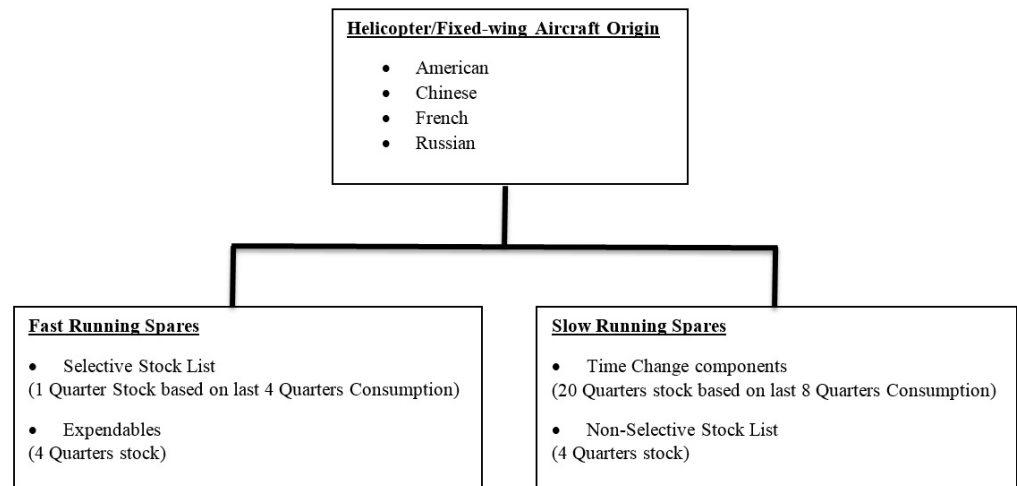 Helicopter/Fixed-wing Aircraft Origin
• American
• Chinese
• French
• Russian
Fast Running Spares
• Selective Stock List
(1 Quarter Stock based on last 4 Quarters Consumption)
• Expendables
(4 Quarters stock)
Slow Running Spares
• Time Change components
(20 Quarters stock based on last 8 Quarters Consumption)
• Non-Selective Stock List
(4 Quarters stock)